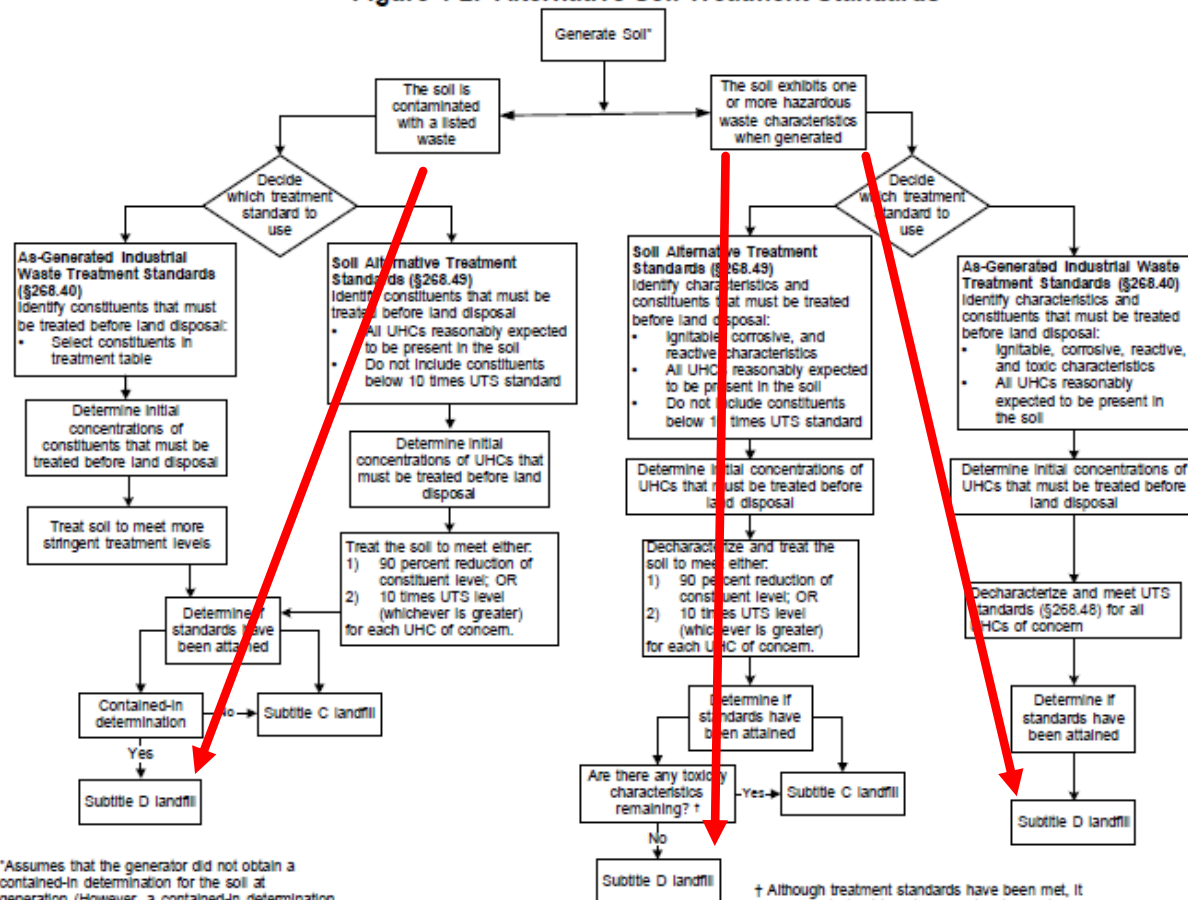 Figure 4-2. Alternative Soil Treatment Standards
Generate Soil*
The soil is
contaminated
with a listed
waste
The soil exhibits one
or more hazardous
waste characteristics
when generated
Decide
which treatment
standard to
use
Decide
which treatment
standard to
use
As-Generated Industrial
Waste Treatment Standards
(§268.40)
Identify constituents that must
be treated before land disposal:
• Select constituents in
treatment table
Soil Alternative Treatment
Standards (§268.49)
Identify constituents that must be
treated before land disposal
• All UHCs reasonably expected
to be present in the soil
• Do not include constituents
below 10 times UTS standard
Soil Alternative Treatment
Standards (§268.49)
Identify characteristics and
constituents that must be treated
before land disposal:
• Ignitable, corrosive, and
reactive characteristics
• All UHCs reasonably expected
to be present in the soil
• Do not include constituents
below 10 times UTS standard
As-Generated Industrial Waste
Treatment Standards (§268.40)
Identify characteristics and
constituents that must be treated
before land disposal:
• Ignitable, corrosive, reactive,
and toxic characteristics
• All UHCs reasonably
expected to be present in
the soil
Determine initial
concentrations of
constituents that must be
treated before land disposal
Determine initial
concentrations of UHCs that
must be treated before land
disposal
Determine initial concentrations of
UHCs that must be treated before
land disposal
Determine initial concentrations of
UHCs that must be treated before
land disposal
Treat soil to meet more
stringent treatment levels
Treat the soil to meet either:
1) 90 percent reduction of
constituent level; OR
2) 10 times UTS level
(whichever is greater)
for each UHC of concern.
Decharacterize and treat the
soil to meet either:
1) 90 percent reduction of
constituent level; OR
2) 10 times UTS level
(whichever is greater)
for each UHC of concern.
Decharacterize and meet UTS
standards (§268.48) for all
UHCs of concern
Determine if
standards have
been attained
Determine if
standards have
been attained
Determine if
standards have
been attained
Contained-in
determination
No
Subtitle C landfill
Yes
Subtitle D landfill
Are there any toxicity
characteristics
remaining? †
Yes
Subtitle C landfill
No
Subtitle D landfill
Subtitle D landfill
*Assumes that the generator did not obtain a
contained-in determination for the soil at
generation (However, a contained-in determination
† Although treatment standards have been met, it